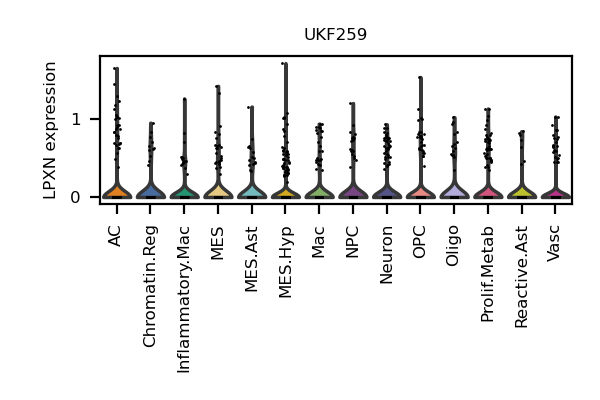 UKF259
LPXN expression
1
0
AC
Chromatin.Reg
Inflammatory.Mac
MES
MES.Ast
MES.Hyp
Mac
NPC
Neuron
OPC
Oligo
Prolif.Metab
Reactive.Ast
Vasc